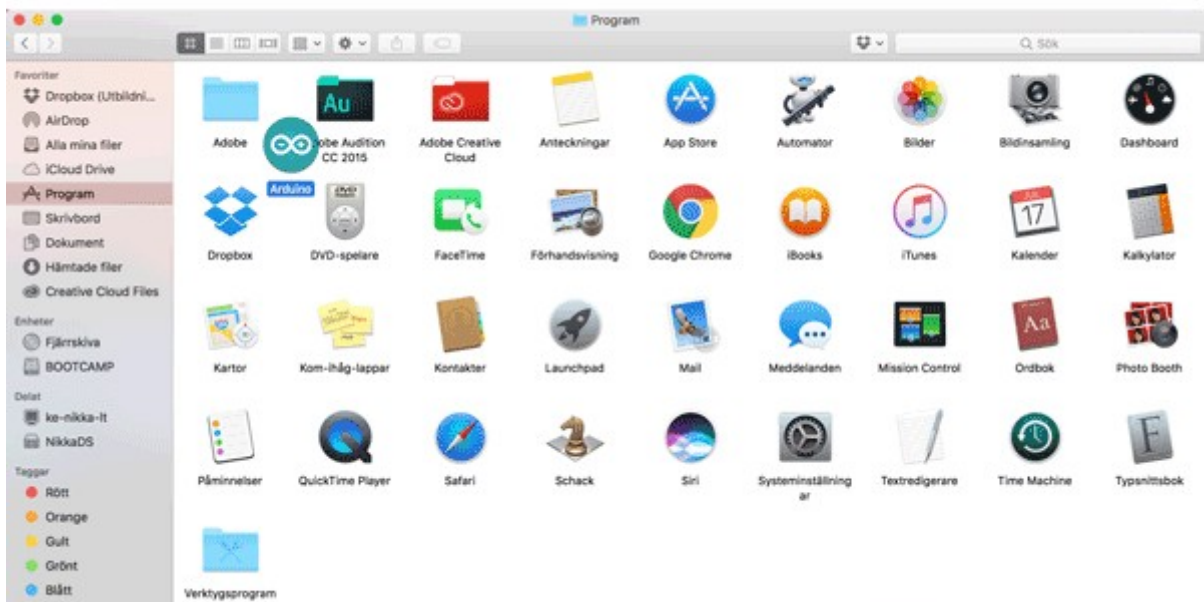 Program
Sök
Favoriter
Dropbox (Utbildni...
AirDrop
Alla mina filer
iCloud Drive
Program
Skrivbord
Dokument
Hämtade filer
Creative Cloud Files
Enheter
Fjärrskiva
BOOTCAMP
Delat
ke-nikka-lt
NikkaDS
Taggar
Rött
Orange
Gult
Grönt
Blått
Au
Adobe
obe Audition
CC 2015
Adobe Creative
Cloud
Anteckningar
App Store
Automator
Bilder
Bildinsamling
Dashboard
Arduino
DVD
JUL
17
Dropbox
DVD-spelare
FaceTime
Förhandsvisning
Google Chrome
iBooks
iTunes
Kalender
Kalkylator
Aa
Kartor
Kom-ihåg-lappar
Kontakter
Launchpad
Mail
Meddelanden
Mission Control
Ordbok
Photo Booth
F
Påminnelser
QuickTime Player
Safari
Schack
Siri
Systeminställning
ar
Textredigerare
Time Machine
Typsnittsbok
Verktygsprogram